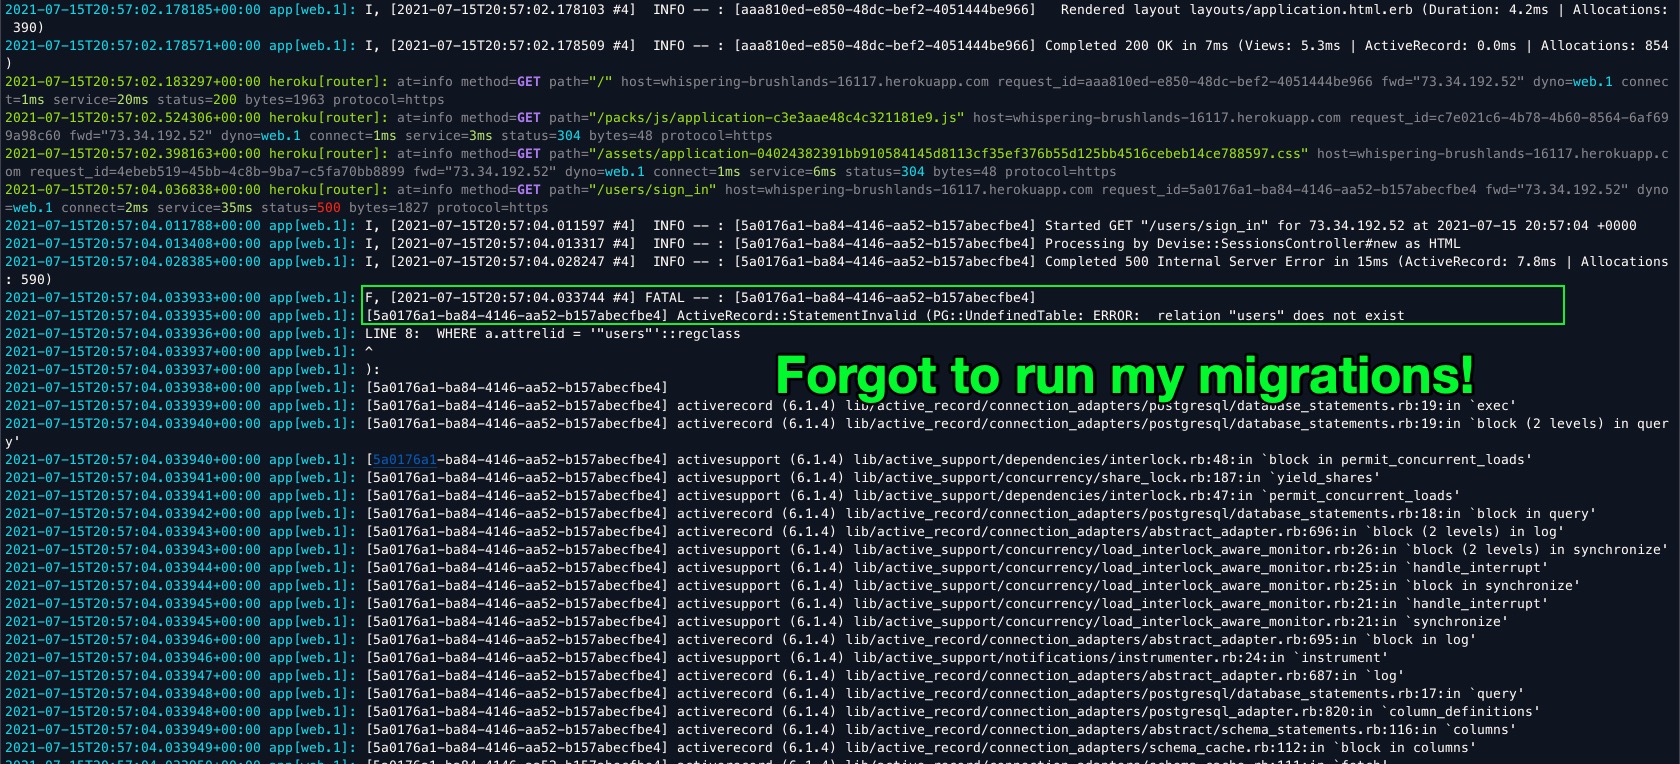 2021-07-15T20:57:02.178185+00:00 app[web.1]: I, [2021-07-15T20:57:02.178103 #4]  INFO -- : [aaa810ed-e850-48dc-bef2-4051444be966]   Rendered layout layouts/application.html.erb (Duration: 4.2ms | Allocations:
 390)
2021-07-15T20:57:02.178571+00:00 app[web.1]: I, [2021-07-15T20:57:02.178509 #4]  INFO -- : [aaa810ed-e850-48dc-bef2-4051444be966] Completed 200 OK in 7ms (Views: 5.3ms | ActiveRecord: 0.0ms | Allocations: 854
)
2021-07-15T20:57:02.183297+00:00 heroku[router]: at=info method=GET path="/" host=whispering-brushlands-16117.herokuapp.com request_id=aaa810ed-e850-48dc-bef2-4051444be966 fwd="73.34.192.52" dyno=web.1 connec
t=1ms service=20ms status=200 bytes=1963 protocol=https
2021-07-15T20:57:02.524306+00:00 heroku[router]: at=info method=GET path="/packs/js/application-c3e3aae48c4c321181e9.js" host=whispering-brushlands-16117.herokuapp.com request_id=c7e021c6-4b78-4b60-8564-6af69
9a98c60 fwd="73.34.192.52" dyno=web.1 connect=1ms service=3ms status=304 bytes=48 protocol=https
2021-07-15T20:57:02.398163+00:00 heroku[router]: at=info method=GET path="/assets/application-04024382391bb910584145d8113cf35ef376b55d125bb4516cebeb14ce788597.css" host=whispering-brushlands-16117.herokuapp.c
om request_id=4ebeb519-45bb-4c8b-9ba7-c5fa70bb8899 fwd="73.34.192.52" dyno=web.1 connect=1ms service=6ms status=304 bytes=48 protocol=https
2021-07-15T20:57:04.036838+00:00 heroku[router]: at=info method=GET path="/users/sign_in" host=whispering-brushlands-16117.herokuapp.com request_id=5a0176a1-ba84-4146-aa52-b157abecfbe4 fwd="73.34.192.52" dyno
=web.1 connect=2ms service=35ms status=500 bytes=1827 protocol=https
2021-07-15T20:57:04.011788+00:00 app[web.1]: I, [2021-07-15T20:57:04.011597 #4]  INFO -- : [5a0176a1-ba84-4146-aa52-b157abecfbe4] Started GET "/users/sign_in" for 73.34.192.52 at 2021-07-15 20:57:04 +0000
2021-07-15T20:57:04.013408+00:00 app[web.1]: I, [2021-07-15T20:57:04.013317 #4]  INFO -- : [5a0176a1-ba84-4146-aa52-b157abecfbe4] Processing by Devise::SessionsController#new as HTML
2021-07-15T20:57:04.028385+00:00 app[web.1]: I, [2021-07-15T20:57:04.028247 #4]  INFO -- : [5a0176a1-ba84-4146-aa52-b157abecfbe4] Completed 500 Internal Server Error in 15ms (ActiveRecord: 7.8ms | Allocations
: 590)
2021-07-15T20:57:04.033933+00:00 app[web.1]: F, [2021-07-15T20:57:04.033744 #4] FATAL -- : [5a0176a1-ba84-4146-aa52-b157abecfbe4]
2021-07-15T20:57:04.033935+00:00 app[web.1]: [5a0176a1-ba84-4146-aa52-b157abecfbe4] ActiveRecord::StatementInvalid (PG::UndefinedTable: ERROR:  relation "users" does not exist
2021-07-15T20:57:04.033936+00:00 app[web.1]: LINE 8:  WHERE a.attrelid = '"users"'::regclass
2021-07-15T20:57:04.033937+00:00 app[web.1]: ^
2021-07-15T20:57:04.033937+00:00 app[web.1]: ):
Forgot to run my migrations!
2021-07-15T20:57:04.033938+00:00 app[web.1]: [5a0176a1-ba84-4146-aa52-b157abecfbe4]
2021-07-15T20:57:04.033939+00:00 app[web.1]: [5a0176a1-ba84-4146-aa52-b157abecfbe4] activerecord (6.1.4) lib/active_record/connection_adapters/postgresql/database_statements.rb:19:in `exec'
2021-07-15T20:57:04.033940+00:00 app[web.1]: [5a0176a1-ba84-4146-aa52-b157abecfbe4] activerecord (6.1.4) lib/active_record/connection_adapters/postgresql/database_statements.rb:19:in `block (2 levels) in quer
y'
2021-07-15T20:57:04.033940+00:00 app[web.1]: [5a0176a1-ba84-4146-aa52-b157abecfbe4] activesupport (6.1.4) lib/active_support/dependencies/interlock.rb:48:in `block in permit_concurrent_loads'
2021-07-15T20:57:04.033941+00:00 app[web.1]: [5a0176a1-ba84-4146-aa52-b157abecfbe4] activesupport (6.1.4) lib/active_support/concurrency/share_lock.rb:187:in `yield_shares'
2021-07-15T20:57:04.033941+00:00 app[web.1]: [5a0176a1-ba84-4146-aa52-b157abecfbe4] activesupport (6.1.4) lib/active_support/dependencies/interlock.rb:47:in `permit_concurrent_loads'
2021-07-15T20:57:04.033942+00:00 app[web.1]: [5a0176a1-ba84-4146-aa52-b157abecfbe4] activerecord (6.1.4) lib/active_record/connection_adapters/postgresql/database_statements.rb:18:in `block in query'
2021-07-15T20:57:04.033943+00:00 app[web.1]: [5a0176a1-ba84-4146-aa52-b157abecfbe4] activerecord (6.1.4) lib/active_record/connection_adapters/abstract_adapter.rb:696:in `block (2 levels) in log'
2021-07-15T20:57:04.033943+00:00 app[web.1]: [5a0176a1-ba84-4146-aa52-b157abecfbe4] activesupport (6.1.4) lib/active_support/concurrency/load_interlock_aware_monitor.rb:26:in `block (2 levels) in synchronize'
2021-07-15T20:57:04.033944+00:00 app[web.1]: [5a0176a1-ba84-4146-aa52-b157abecfbe4] activesupport (6.1.4) lib/active_support/concurrency/load_interlock_aware_monitor.rb:25:in `handle_interrupt'
2021-07-15T20:57:04.033944+00:00 app[web.1]: [5a0176a1-ba84-4146-aa52-b157abecfbe4] activesupport (6.1.4) lib/active_support/concurrency/load_interlock_aware_monitor.rb:25:in `block in synchronize'
2021-07-15T20:57:04.033945+00:00 app[web.1]: [5a0176a1-ba84-4146-aa52-b157abecfbe4] activesupport (6.1.4) lib/active_support/concurrency/load_interlock_aware_monitor.rb:21:in `handle_interrupt'
2021-07-15T20:57:04.033945+00:00 app[web.1]: [5a0176a1-ba84-4146-aa52-b157abecfbe4] activesupport (6.1.4) lib/active_support/concurrency/load_interlock_aware_monitor.rb:21:in `synchronize'
2021-07-15T20:57:04.033946+00:00 app[web.1]: [5a0176a1-ba84-4146-aa52-b157abecfbe4] activerecord (6.1.4) lib/active_record/connection_adapters/abstract_adapter.rb:695:in `block in log'
2021-07-15T20:57:04.033946+00:00 app[web.1]: [5a0176a1-ba84-4146-aa52-b157abecfbe4] activesupport (6.1.4) lib/active_support/notifications/instrumenter.rb:24:in `instrument'
2021-07-15T20:57:04.033947+00:00 app[web.1]: [5a0176a1-ba84-4146-aa52-b157abecfbe4] activerecord (6.1.4) lib/active_record/connection_adapters/abstract_adapter.rb:687:in `log'
2021-07-15T20:57:04.033948+00:00 app[web.1]: [5a0176a1-ba84-4146-aa52-b157abecfbe4] activerecord (6.1.4) lib/active_record/connection_adapters/postgresql/database_statements.rb:17:in `query'
2021-07-15T20:57:04.033948+00:00 app[web.1]: [5a0176a1-ba84-4146-aa52-b157abecfbe4] activerecord (6.1.4) lib/active_record/connection_adapters/postgresql_adapter.rb:820:in `column_definitions'
2021-07-15T20:57:04.033949+00:00 app[web.1]: [5a0176a1-ba84-4146-aa52-b157abecfbe4] activerecord (6.1.4) lib/active_record/connection_adapters/abstract/schema_statements.rb:116:in `columns'
2021-07-15T20:57:04.033949+00:00 app[web.1]: [5a0176a1-ba84-4146-aa52-b157abecfbe4] activerecord (6.1.4) lib/active_record/connection_adapters/schema_cache.rb:112:in `block in columns'